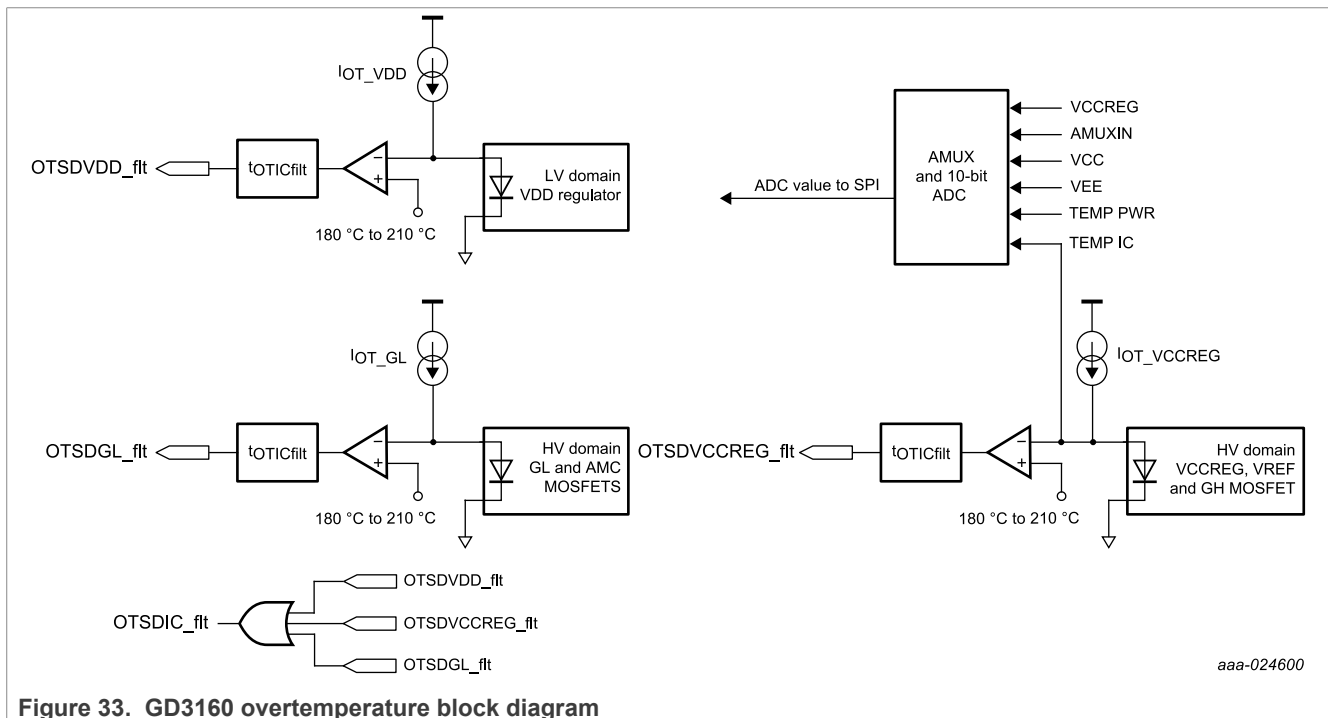 IOT_VDD
OTSDVDD_flt
tOTICfilt
−
+
180 °C to 210 °C
LV domain
VDD regulator
ADC value to SPI
AMUX
and 10-bit
ADC
VCCREG
AMUXIN
VCC
VEE
TEMP PWR
TEMP IC
IOT_GL
OTSDGL_flt
tOTICfilt
−
+
180 °C to 210 °C
HV domain
GL and AMC
MOSFETS
IOT_VCCREG
OTSDVCCREG_flt
tOTICfilt
−
+
180 °C to 210 °C
HV domain
VCCREG, VREF
and GH MOSFET
OTSDIC_flt
OTSDVDD_flt
OTSDVCCREG_flt
OTSDGL_flt
aaa-024600
Figure 33. GD3160 overtemperature block diagram